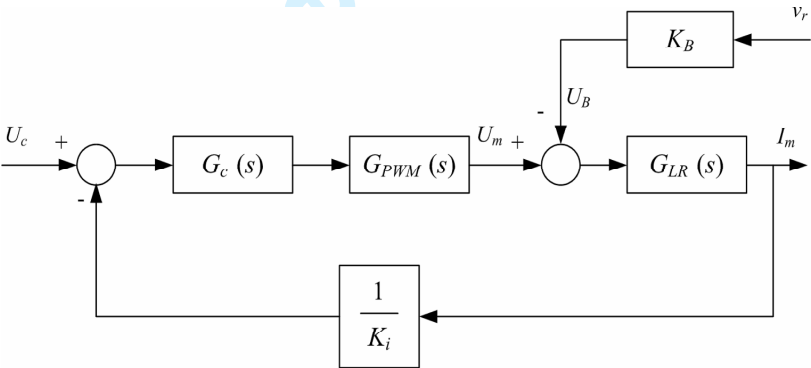 v_r
K_B
- U_B
U_c + G_c (s) G_PWM (s) U_m + G_LR (s) I_m
-
1
K_i